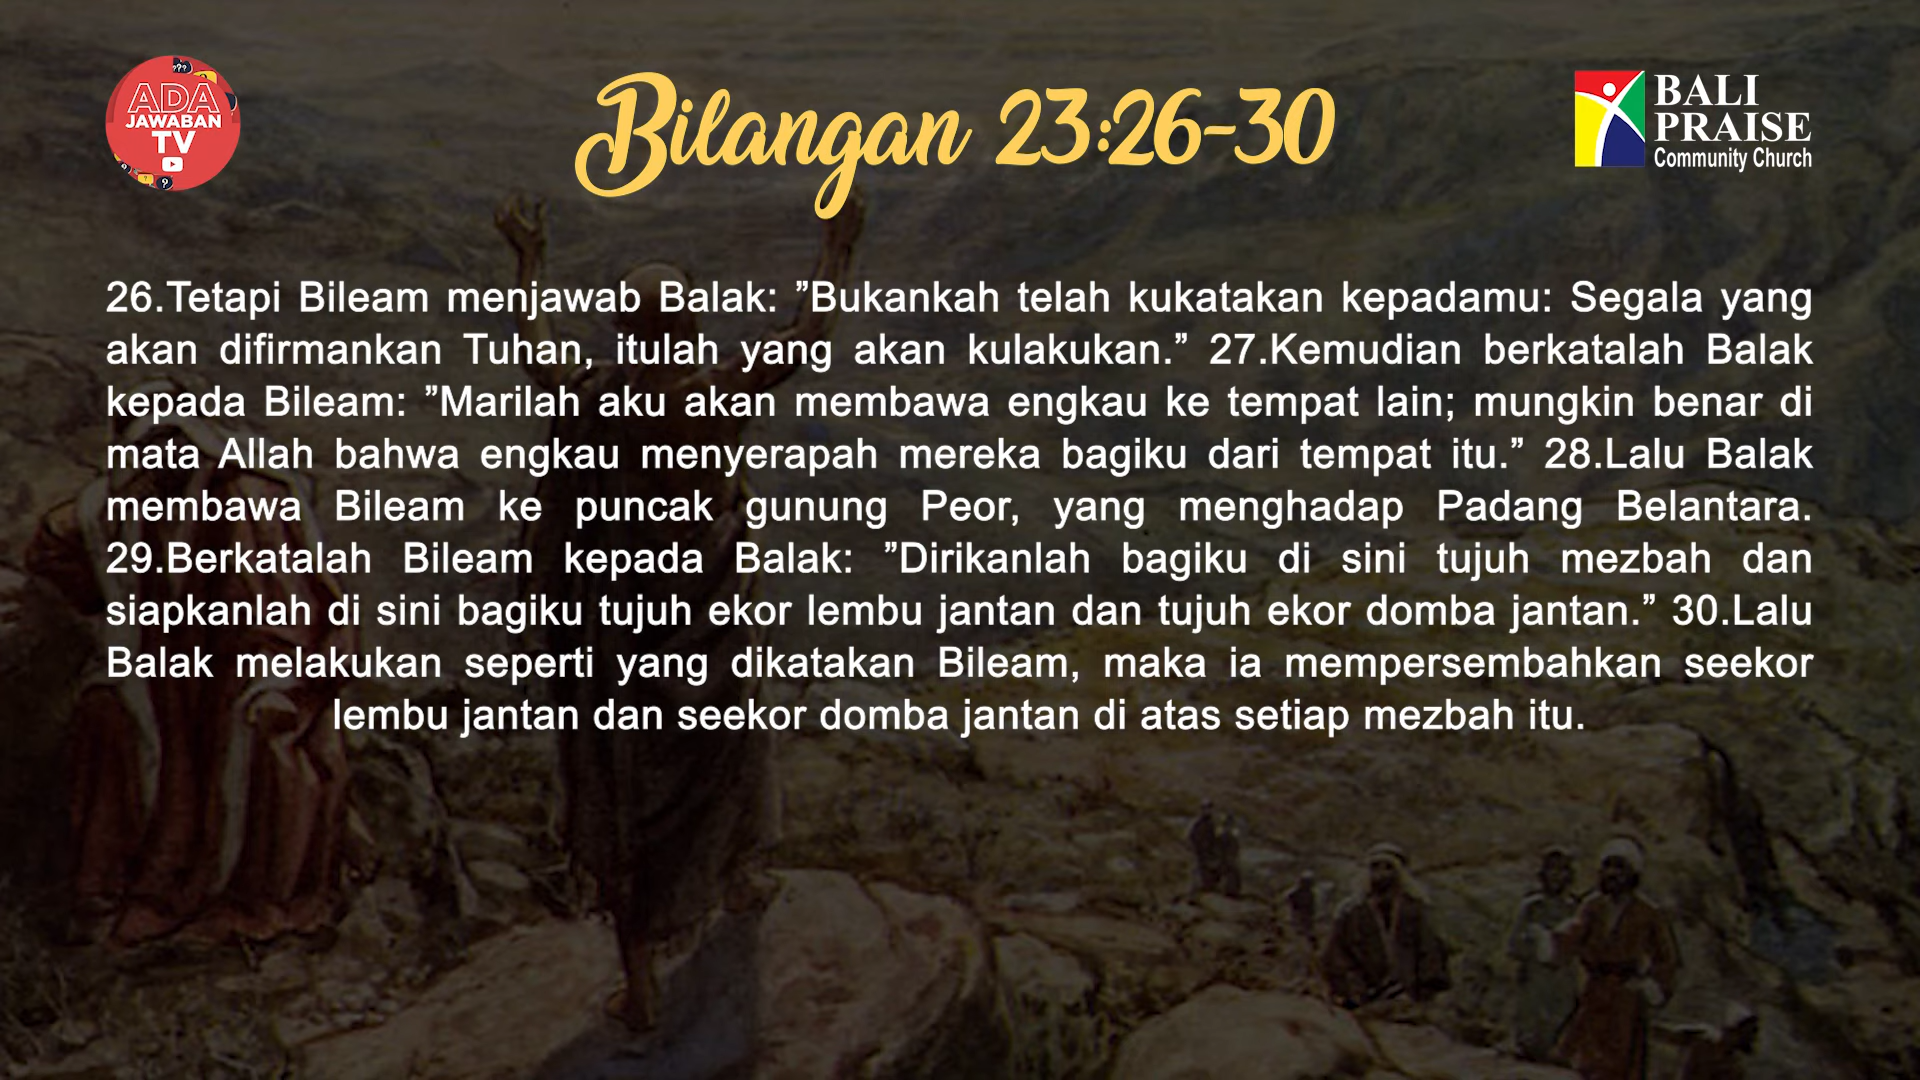 ADA
JAWABAN
TV
Bilangan 23:26-30
BALI
PRAISE
Community Church
26.Tetapi Bileam menjawab Balak: ”Bukankah telah kukatakan kepadamu: Segala yang
akan difirmankan Tuhan, itulah yang akan kulakukan.” 27.Kemudian berkatalah Balak
kepada Bileam: ”Marilah aku akan membawa engkau ke tempat lain; mungkin benar di
mata Allah bahwa engkau menyerapah mereka bagiku dari tempat itu.” 28.Lalu Balak
membawa Bileam ke puncak gunung Peor, yang menghadap Padang Belantara.
29.Berkatalah Bileam kepada Balak: ”Dirikanlah bagiku di sini tujuh mezbah dan
siapkanlah di sini bagiku tujuh ekor lembu jantan dan tujuh ekor domba jantan.” 30.Lalu
Balak melakukan seperti yang dikatakan Bileam, maka ia mempersembahkan seekor
lembu jantan dan seekor domba jantan di atas setiap mezbah itu.